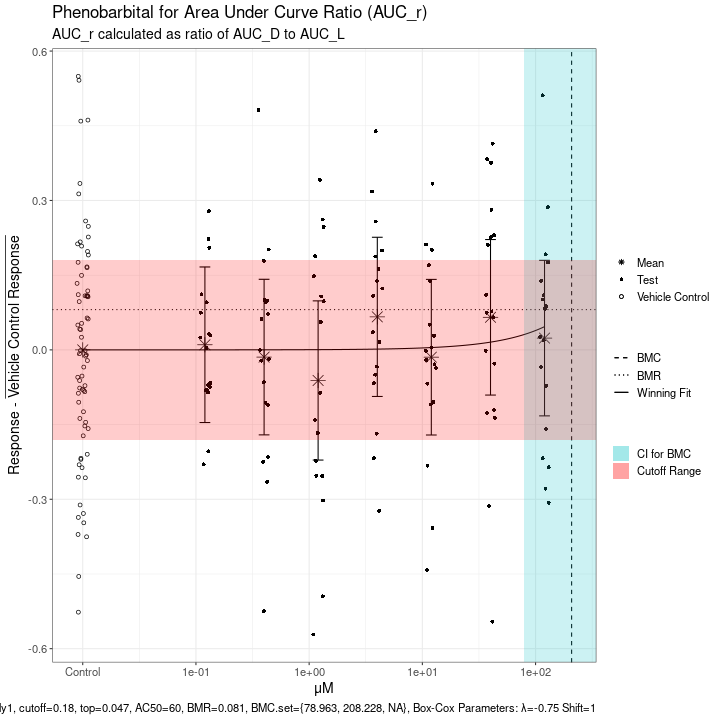 Phenobarbital for Area Under Curve Ratio (AUC_r)
AUC_r calculated as ratio of AUC_D to AUC_L
Response - Vehicle Control Response
0.6
0.3
0.0
-0.3
-0.6
Control
1e-01
1e+00
1e+01
1e+02
μM
Mean
Test
Vehicle Control
BMC
BMR
Winning Fit
CI for BMC
Cutoff Range
ly1, cutoff=0.18, top=0.047, AC50=60, BMR=0.081, BMC.set={78.963, 208.228, NA}, Box-Cox Parameters: λ=-0.75 Shift=1